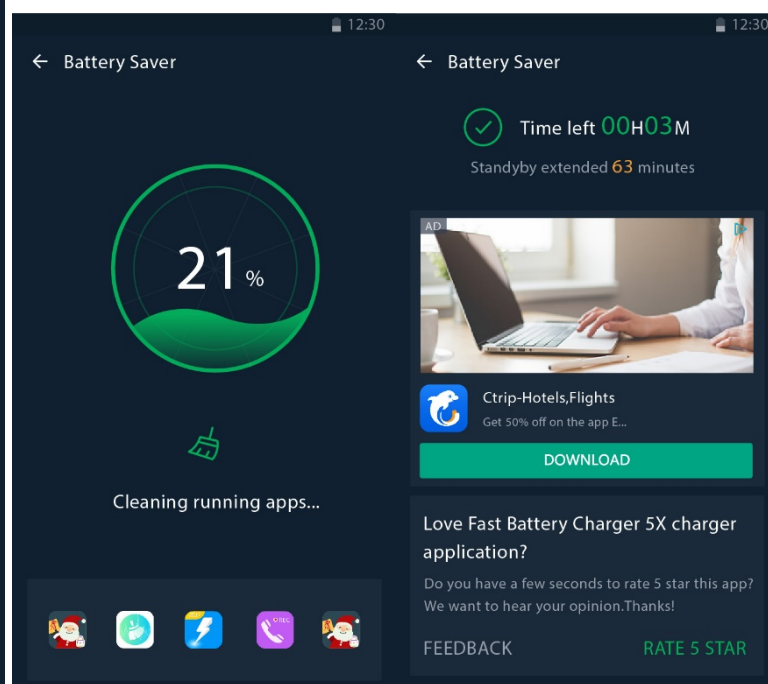 12:30
Battery Saver
21%
Cleaning running apps...
REC
12:30
Battery Saver
Time left 00H03M
Standyby extended 63 minutes
AD
Ctrip-Hotels,Flights
Get 50% off on the app E...
DOWNLOAD
Love Fast Battery Charger 5X charger
application?
Do you have a few seconds to rate 5 star this app?
We want to hear your opinion.Thanks!
FEEDBACK
RATE 5 STAR